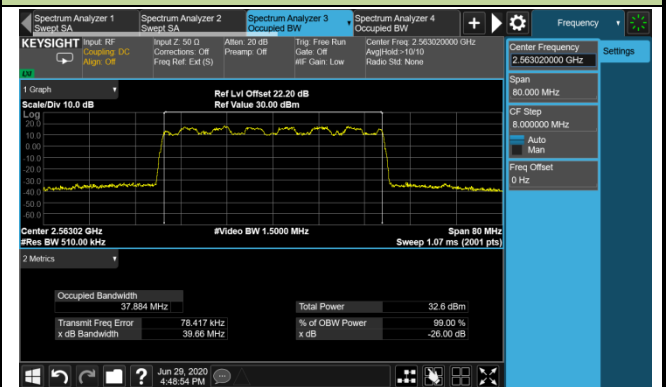 Spectrum Analyzer 1
Swept SA
Spectrum Analyzer 2
Swept SA
Spectrum Analyzer 3
Occupied BW
Spectrum Analyzer 4
Occupied BW
Frequency
KEYSIGHT
Input: RF
Coupling: DC
Align: Off
Input Z: 50 Ω
Corrections: Off
Freq Ref: Ext (S)
Atten: 20 dB
Preamp: Off
Trig: Free Run
Gate: Off
#IF Gain: Low
Center Freq: 2.563020000 GHz
Avg|Hold:>10/10
Radio Std: None
LXI
Center Frequency
2.563020000 GHz
Settings
Span
80.000 MHz
CF Step
8.000000 MHz
Auto
Man
Freq Offset
0 Hz
1 Graph
Scale/Div 10.0 dB
Ref Lvl Offset 22.20 dB
Ref Value 30.00 dBm
Log
20.0
10.0
0.00
-10.0
-20.0
-30.0
-40.0
-50.0
-60.0
Center 2.56302 GHz
#Video BW 1.5000 MHz
Span 80 MHz
#Res BW 510.00 kHz
Sweep 1.07 ms (2001 pts)
2 Metrics
Occupied Bandwidth
37.884 MHz
Total Power
32.6 dBm
Transmit Freq Error
78.417 kHz
% of OBW Power
99.00 %
x dB Bandwidth
39.66 MHz
x dB
-26.00 dB
?
Jun 29, 2020
4:48:54 PM